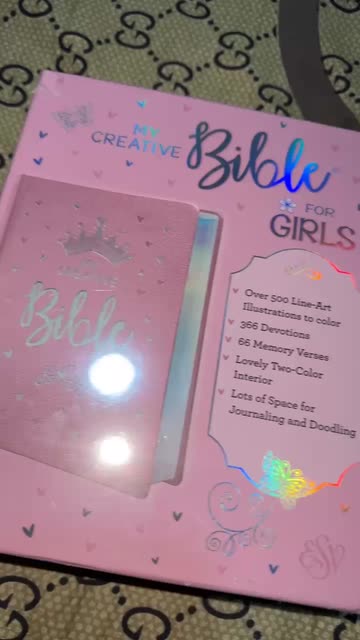 MY
CREATIVE
Bible
FOR
GIRLS
Over 500 Line-Art
Illustrations to color
366 Devotions
66 Memory Verses
Lovely Two-Color
Interior
Lots of Space for
Journaling and Doodling
Bible
ESV